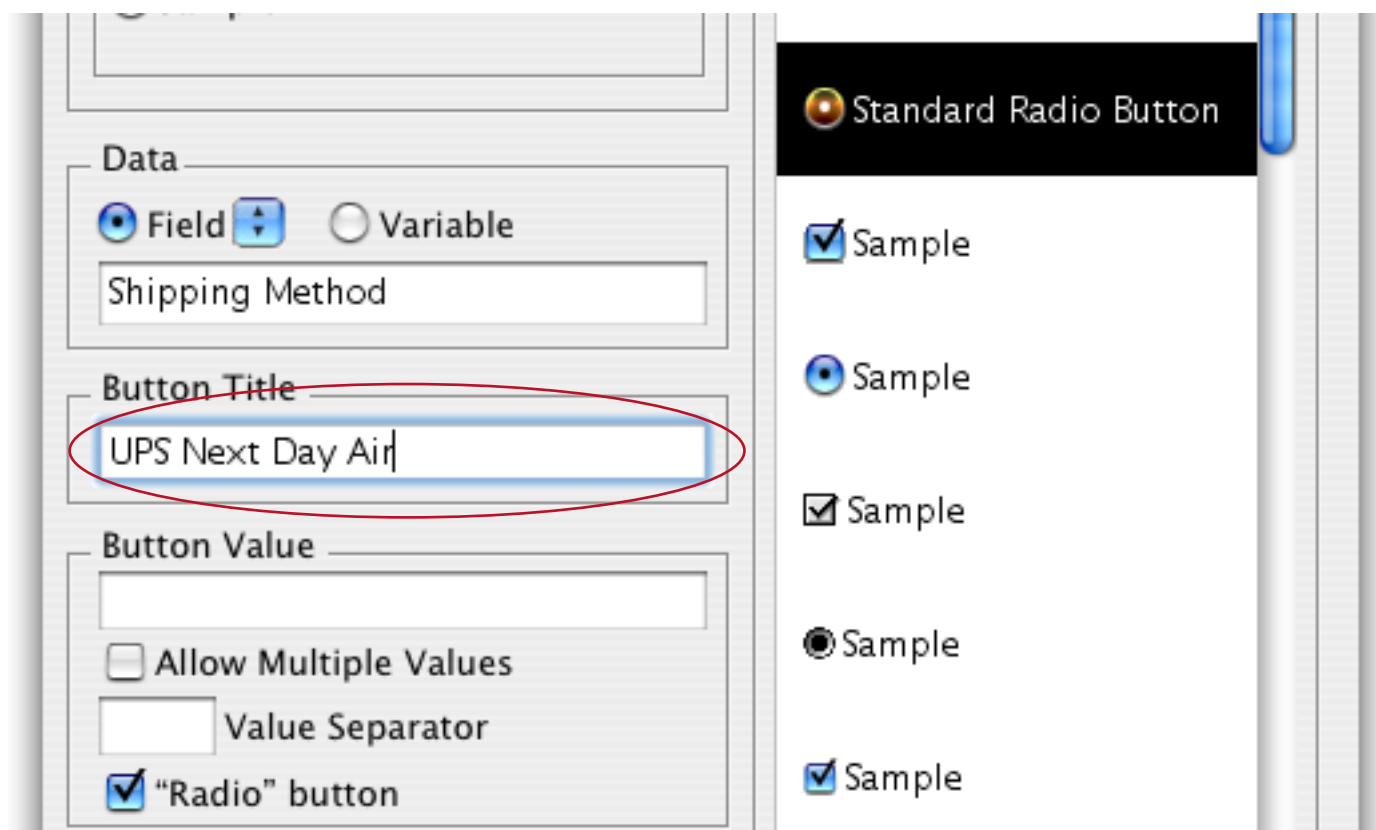 Data
Field Variable
Shipping Method
Button Title
UPS Next Day Air
Button Value
Allow Multiple Values
Value Separator
“Radio” button
Standard Radio Button
Sample
Sample
Sample
Sample
Sample